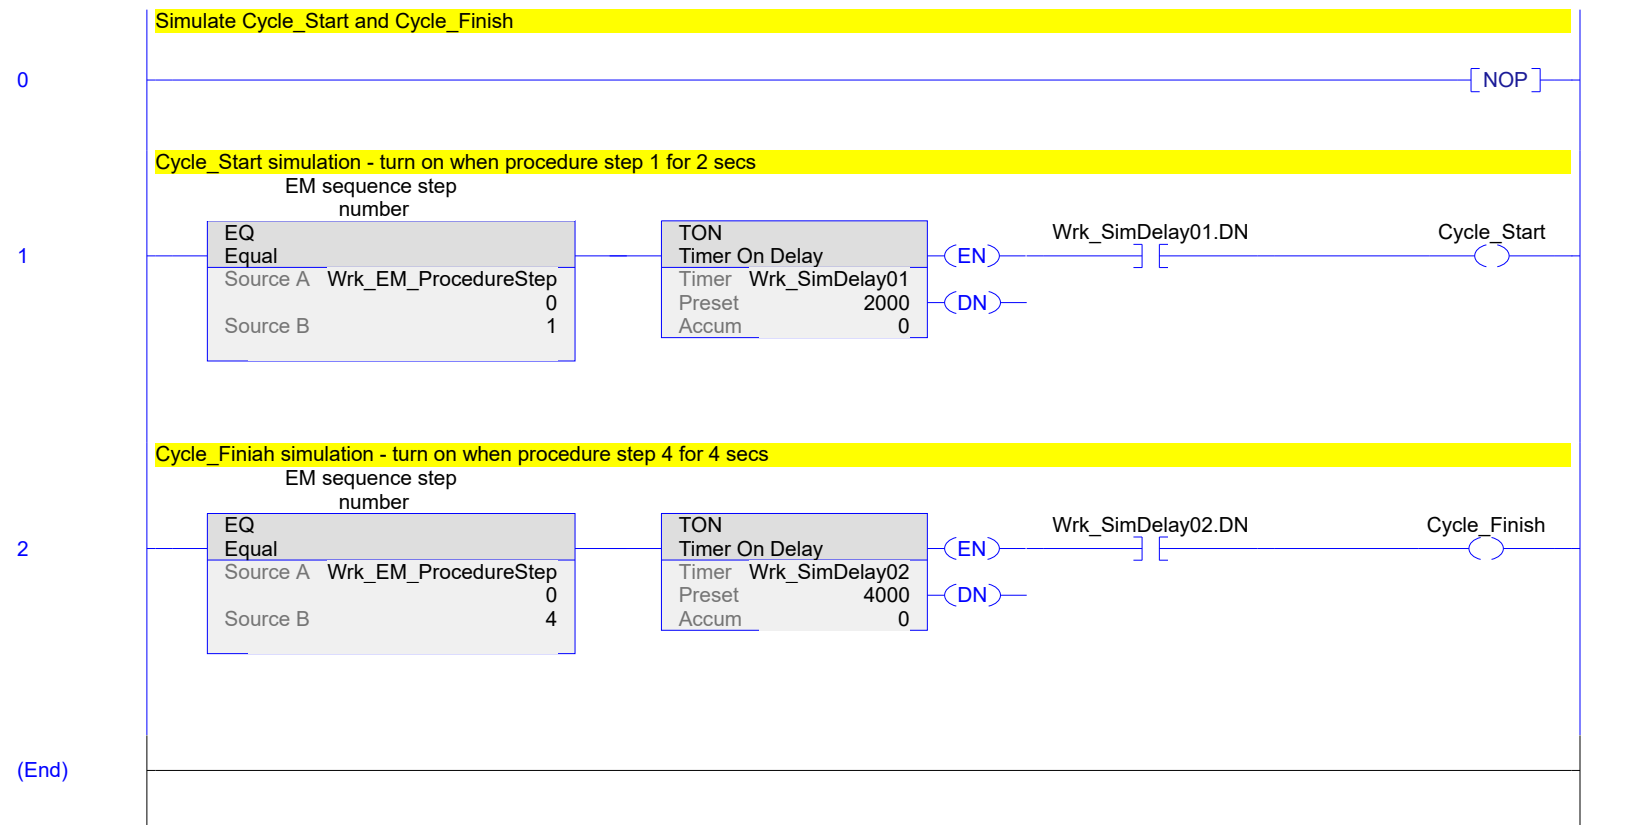 Simulate Cycle_Start and Cycle_Finish
0
NOP
Cycle_Start simulation - turn on when procedure step 1 for 2 secs
EM sequence step
number
1
EQ
Equal
Source A Wrk_EM_ProcedureStep
0
Source B 1
TON
Timer On Delay
Timer Wrk_SimDelay01
Preset 2000
Accum 0
EN
DN
Wrk_SimDelay01.DN
Cycle_Start
Cycle_Finiah simulation - turn on when procedure step 4 for 4 secs
EM sequence step
number
2
EQ
Equal
Source A Wrk_EM_ProcedureStep
0
Source B 4
TON
Timer On Delay
Timer Wrk_SimDelay02
Preset 4000
Accum 0
EN
DN
Wrk_SimDelay02.DN
Cycle_Finish
(End)